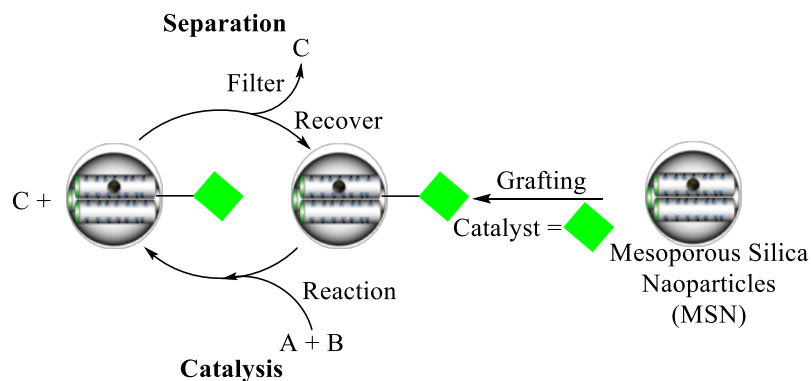 Separation
C
Filter
Recover
C +
Grafting
Catalyst =
Mesoporous Silica
Naoparticles
(MSN)
Reaction
A + B
Catalysis